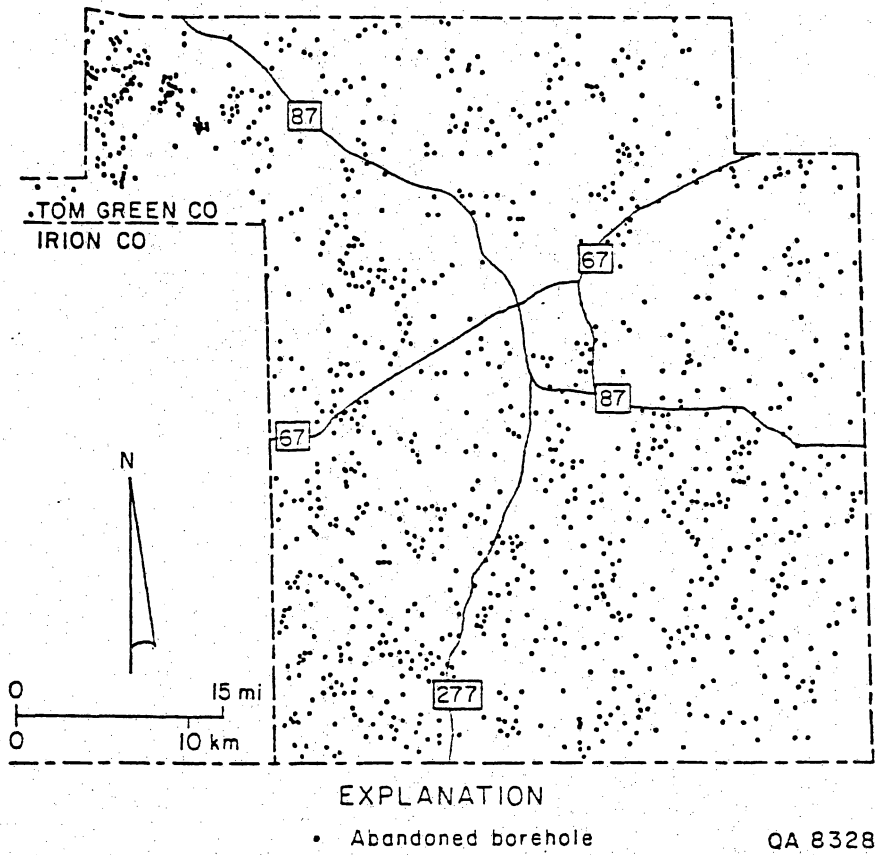 87
TOM GREEN CO
IRION CO
67
87
67
N
0 15 mi
277
0 10 km
EXPLANATION
Abandoned borehole
QA 8328